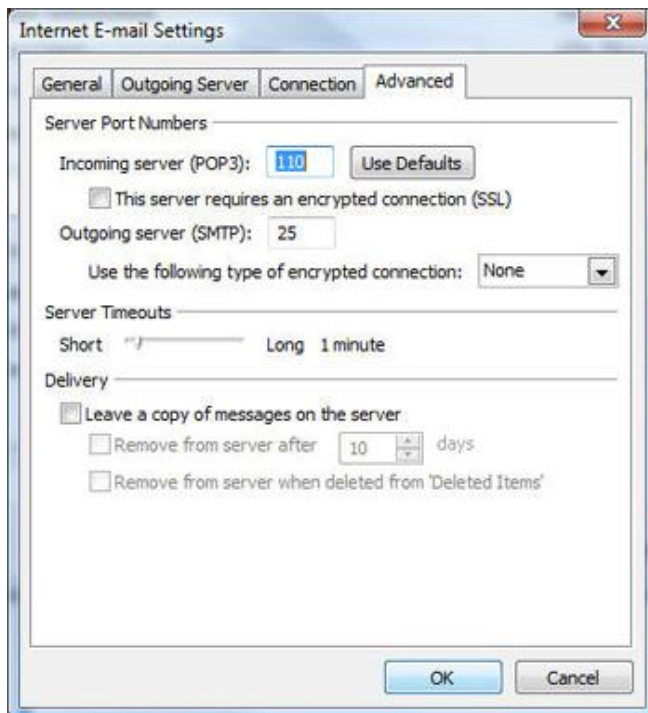 Internet E-mail Settings
General Outgoing Server Connection Advanced
Server Port Numbers
Incoming server (POP3): 110 Use Defaults
This server requires an encrypted connection (SSL)
Outgoing server (SMTP): 25
Use the following type of encrypted connection: None
Server Timeouts
Short Long 1 minute
Delivery
Leave a copy of messages on the server
Remove from server after 10 days
Remove from server when deleted from 'Deleted Items'
OK Cancel